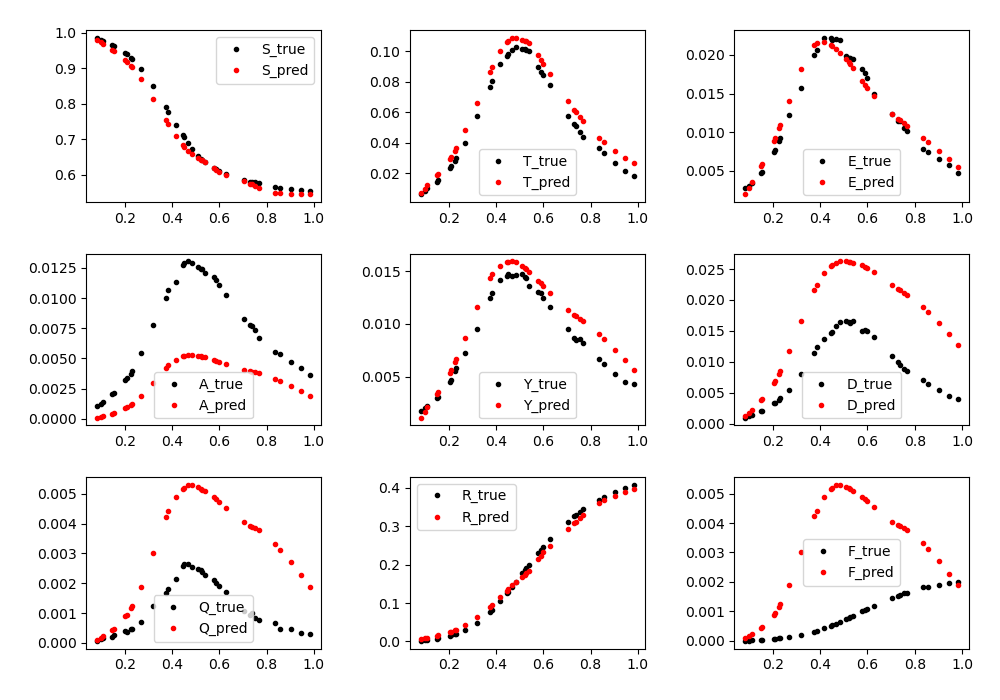 1.0
0.9
0.8
0.7
0.6
0.2 0.4 0.6 0.8 1.0
S_true
S_pred
0.10
0.08
0.06
0.04
0.02
0.2 0.4 0.6 0.8 1.0
T_true
T_pred
0.020
0.015
0.010
0.005
0.2 0.4 0.6 0.8 1.0
E_true
E_pred
0.0125
0.0100
0.0075
0.0050
0.0025
0.0000
0.2 0.4 0.6 0.8 1.0
A_true
A_pred
0.015
0.010
0.005
0.2 0.4 0.6 0.8 1.0
Y_true
Y_pred
0.025
0.020
0.015
0.010
0.005
0.000
0.2 0.4 0.6 0.8 1.0
D_true
D_pred
0.005
0.004
0.003
0.002
0.001
0.000
0.2 0.4 0.6 0.8 1.0
Q_true
Q_pred
0.4
0.3
0.2
0.1
0.0
0.2 0.4 0.6 0.8 1.0
R_true
R_pred
0.005
0.004
0.003
0.002
0.001
0.000
0.2 0.4 0.6 0.8 1.0
F_true
F_pred